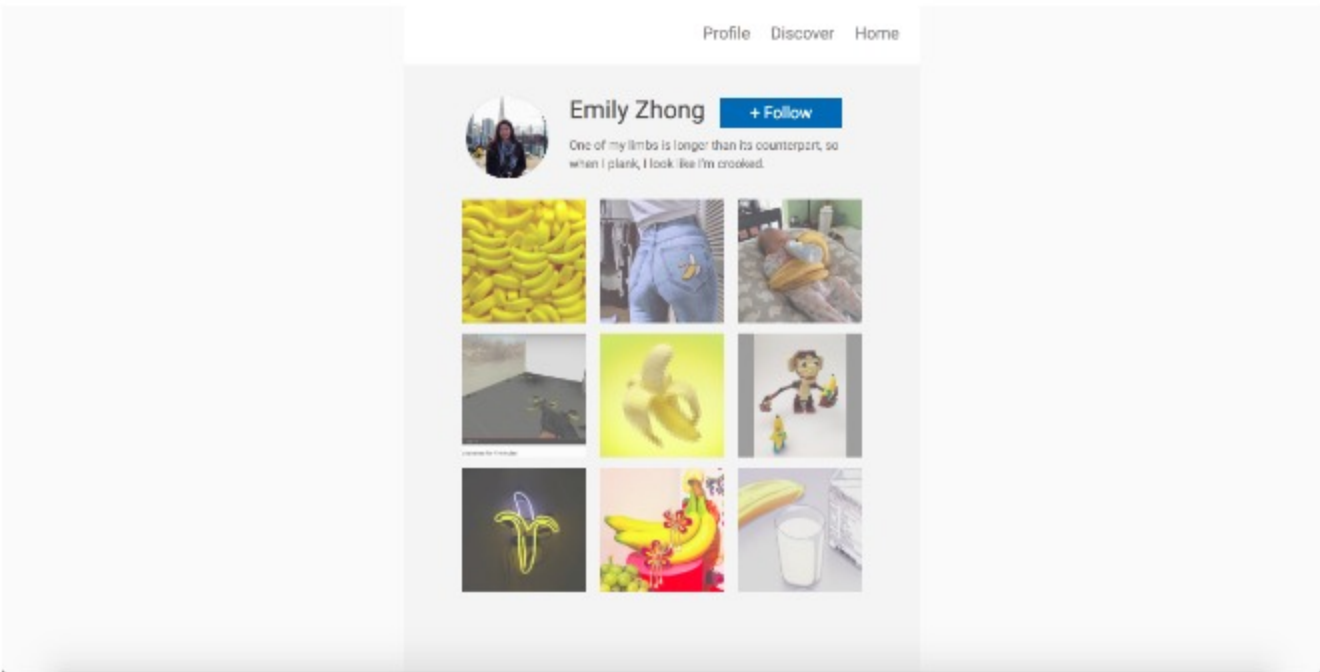 Profile Discover Home
Emily Zhong + Follow
One of my limbs is longer than its counterpart, so
when I plank, I look like I'm crooked.